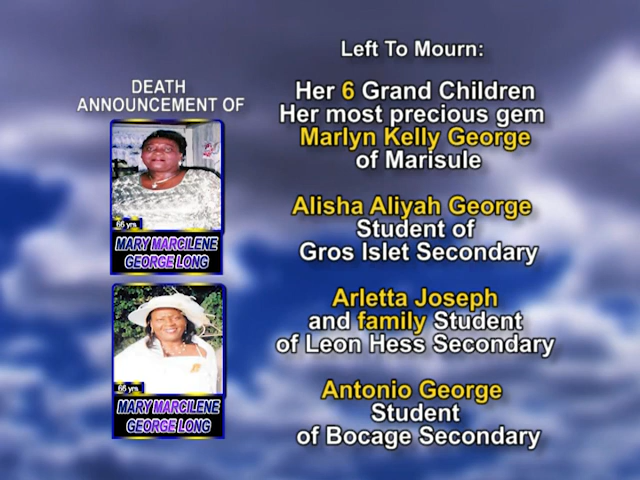 DEATH
ANNOUNCEMENT OF
66 yrs
MARY MARCILENE
GEORGE LONG
66 yrs
MARY MARCILENE
GEORGE LONG
Left To Mourn:
Her 6 Grand Children
Her most precious gem
Marlyn Kelly George
of Marisule
Alisha Aliyah George
Student of
Gros Islet Secondary
Arletta Joseph
and family Student
of Leon Hess Secondary
Antonio George
Student
of Bocage Secondary